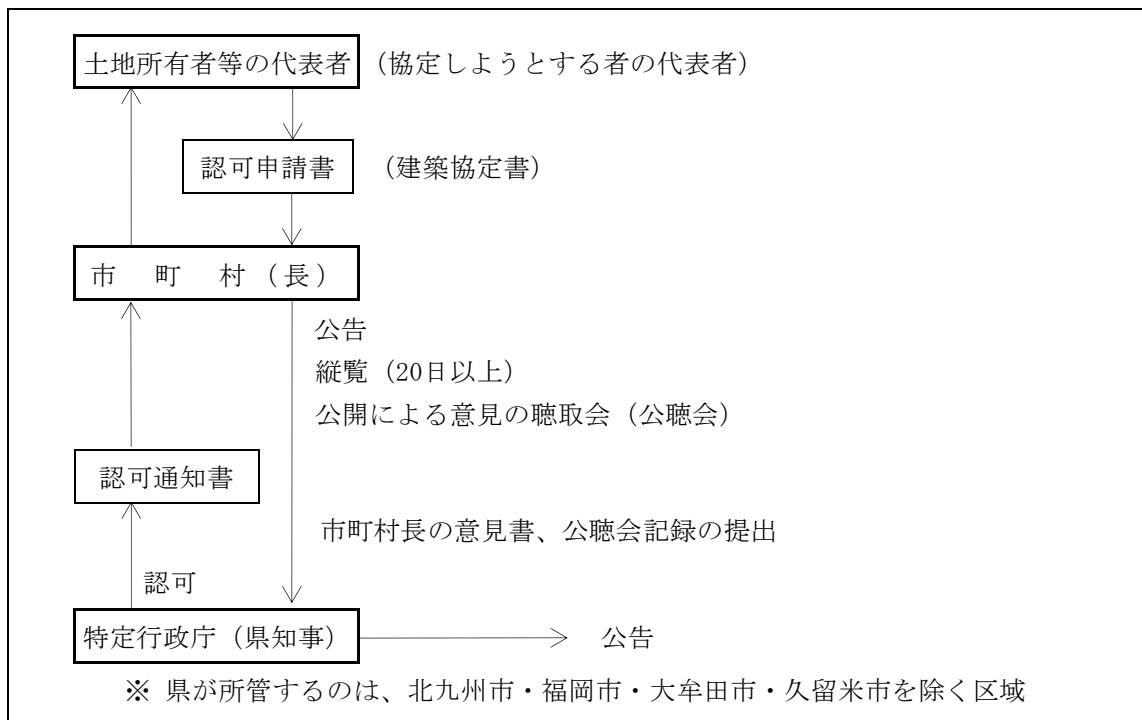 土地所有者等の代表者 （協定しようとする者の代表者）
認可申請書 （建築協定書）
市 町 村（長）
公告
縦覧（20日以上）
公開による意見の聴取会（公聴会）
認可通知書
市町村長の意見書、公聴会記録の提出
認可
特定行政庁（県知事） 公告
※ 県が所管するのは、北九州市・福岡市・大牟田市・久留米市を除く区域